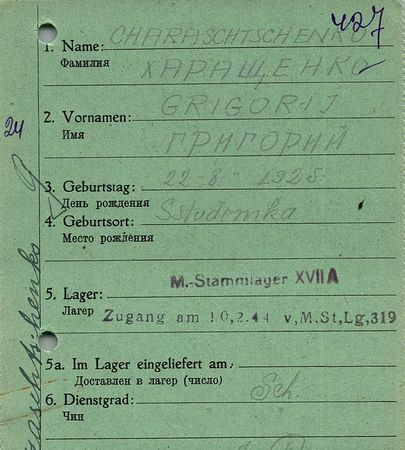 427
1. Name: CHARASCHTSCHENKO
Фамилия ХАРАЩЕНКО
2. Vornamen: GRIGORIJ
Имя ГРИГОРИЙ
3. Geburtstag: 22-8-1925
День рождения
4. Geburtsort: Sstudemka
Место рождения
M.-Stammlager XVII A
5. Lager:
Лагерь Zugang am 10,2.44 v,M.St,Lg,319
5a. Im Lager eingeliefert am:
Доставлен в лагерь (число)
6. Dienstgrad: Sch.
Чин
24